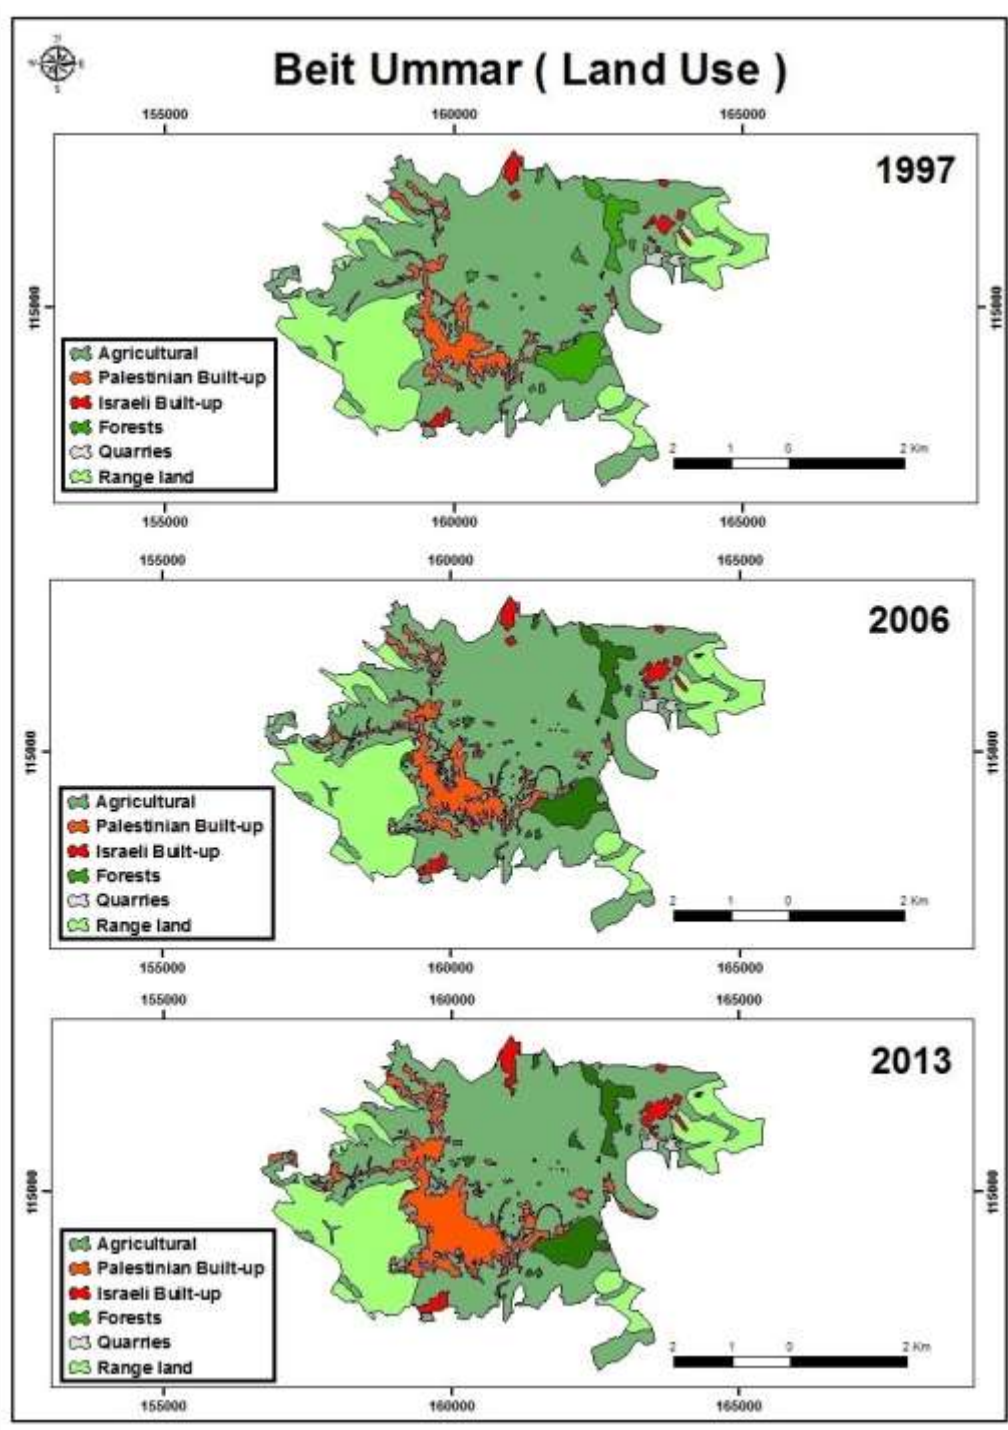 Beit Ummar ( Land Use )
155000 160000 165000
1997
115000 115000
Agricultural
Palestinian Built-up
Israeli Built-up
Forests
Quarries
Range land
2 1 0 2 Km
155000 160000 165000
155000 160000 165000
2006
115000 115000
Agricultural
Palestinian Built-up
Israeli Built-up
Forests
Quarries
Range land
2 1 0 2 Km
155000 160000 165000
155000 160000 165000
2013
115000 115000
Agricultural
Palestinian Built-up
Israeli Built-up
Forests
Quarries
Range land
2 1 0 2 Km
155000 160000 165000